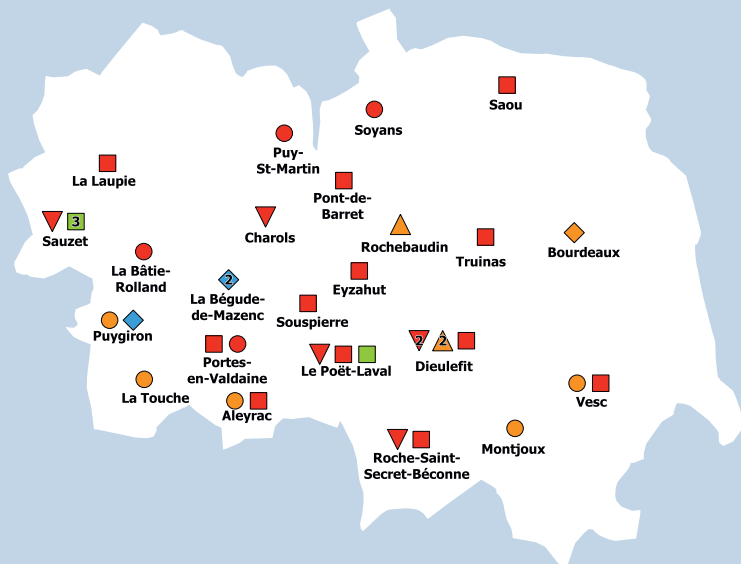 Saou
Soyans
Puy-
St-Martin
La Laupie
Pont-de-
Barret
3
Sauzet
Charols
Rochebaudin
Truinas
Bourdeaux
La Bâtie-
Rolland
2
La Bégude-
de-Mazenc
Eyzahut
Souspierre
Puygiron
Portes-
en-Valdaine
Le Poët-Laval
2 2
Dieulefit
La Touche
Aleyrac
Vesc
Montjoux
Roche-Saint-
Secret-Béconne